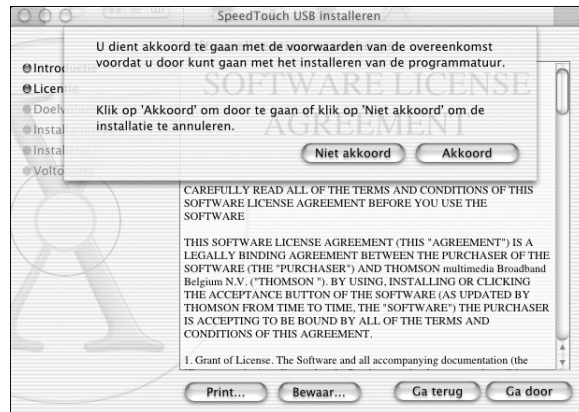 SpeedTouch USB installeren
U dient akkoord te gaan met de voorwaarden van de overeenkomst
voordat u door kunt gaan met het installeren van de programmatuur.
Klik op 'Akkoord' om door te gaan of klik op 'Niet akkoord' om de
installatie te annuleren.
Niet akkoord
Akkoord
Introductie
Licen
Doelv
Instal
Installatie
Voltooiing
SOFTWARE LICENSE
AGREEMENT
CAREFULLY READ ALL OF THE TERMS AND CONDITIONS OF THIS
SOFTWARE LICENSE AGREEMENT BEFORE YOU USE THE
SOFTWARE
THIS SOFTWARE LICENSE AGREEMENT (THIS "AGREEMENT") IS A
LEGALLY BINDING AGREEMENT BETWEEN THE PURCHASER OF THE
SOFTWARE (THE "PURCHASER") AND THOMSON multimedia Broadband
Belgium N.V. ("THOMSON "). BY USING, INSTALLING OR CLICKING
THE ACCEPTANCE BUTTON OF THE SOFTWARE (AS UPDATED BY
THOMSON FROM TIME TO TIME, THE "SOFTWARE") THE PURCHASER
IS ACCEPTING TO BE BOUND BY ALL OF THE TERMS AND
CONDITIONS OF THIS AGREEMENT.
1. Grant of License. The Software and all accompanying documentation (the
Print...
Bewaar...
Ga terug
Ga door